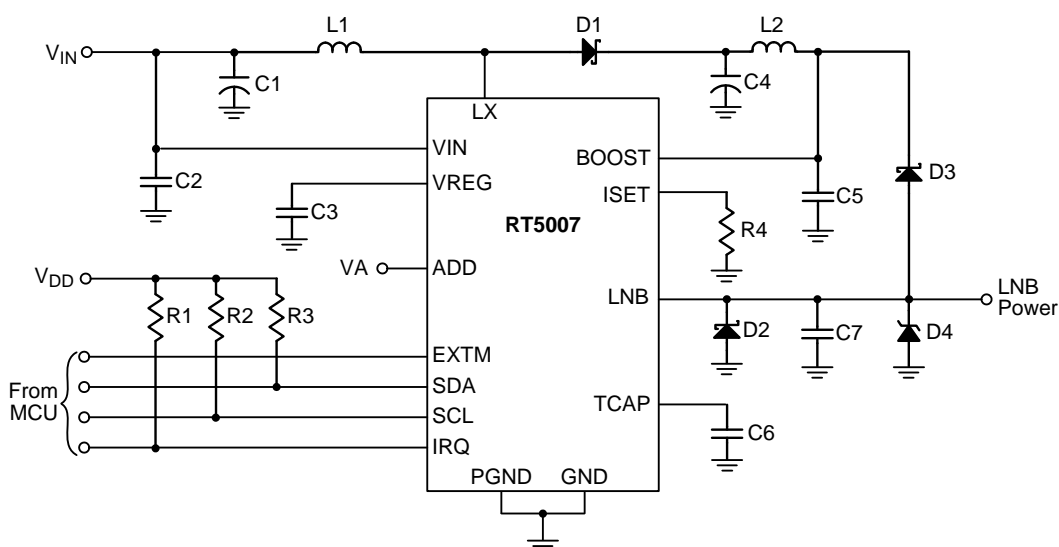 L1
D1
L2
VIN
C1
C4
LX
VIN
BOOST
D3
C2
VREG
ISET
C5
C3
RT5007
R4
VA
ADD
VDD
LNB
LNB
Power
R1
R2
R3
D2
C7
D4
EXTM
From
MCU
SDA
SCL
TCAP
C6
IRQ
PGND
GND